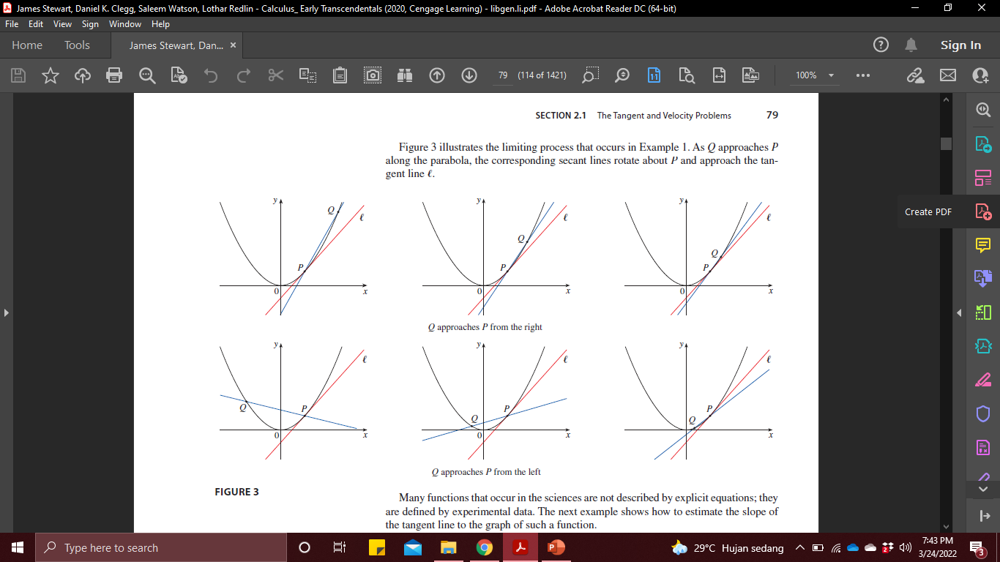 James Stewart, Daniel K. Clegg, Saleem Watson, Lothar Redlin - Calculus_ Early Transcendentals (2020, Cengage Learning) - libgen.li.pdf - Adobe Acrobat Reader DC (64-bit)
File Edit View Sign Window Help
Home Tools James Stewart, Dan... × Sign In
79 (114 of 1421) 1:1 100%
SECTION 2.1 The Tangent and Velocity Problems 79
Figure 3 illustrates the limiting process that occurs in Example 1. As Q approaches P
along the parabola, the corresponding secant lines rotate about P and approach the tan-
gent line ℓ.
Create PDF
y Q ℓ P 0 x
y Q ℓ P 0 x
y Q ℓ P 0 x
Q approaches P from the right
y ℓ Q P 0 x
y ℓ Q P 0 x
y ℓ Q P 0 x
Q approaches P from the left
FIGURE 3
Many functions that occur in the sciences are not described by explicit equations; they
are defined by experimental data. The next example shows how to estimate the slope of
the tangent line to the graph of such a function.
Type here to search
29°C Hujan sedang
2
7:43 PM
3/24/2022
3